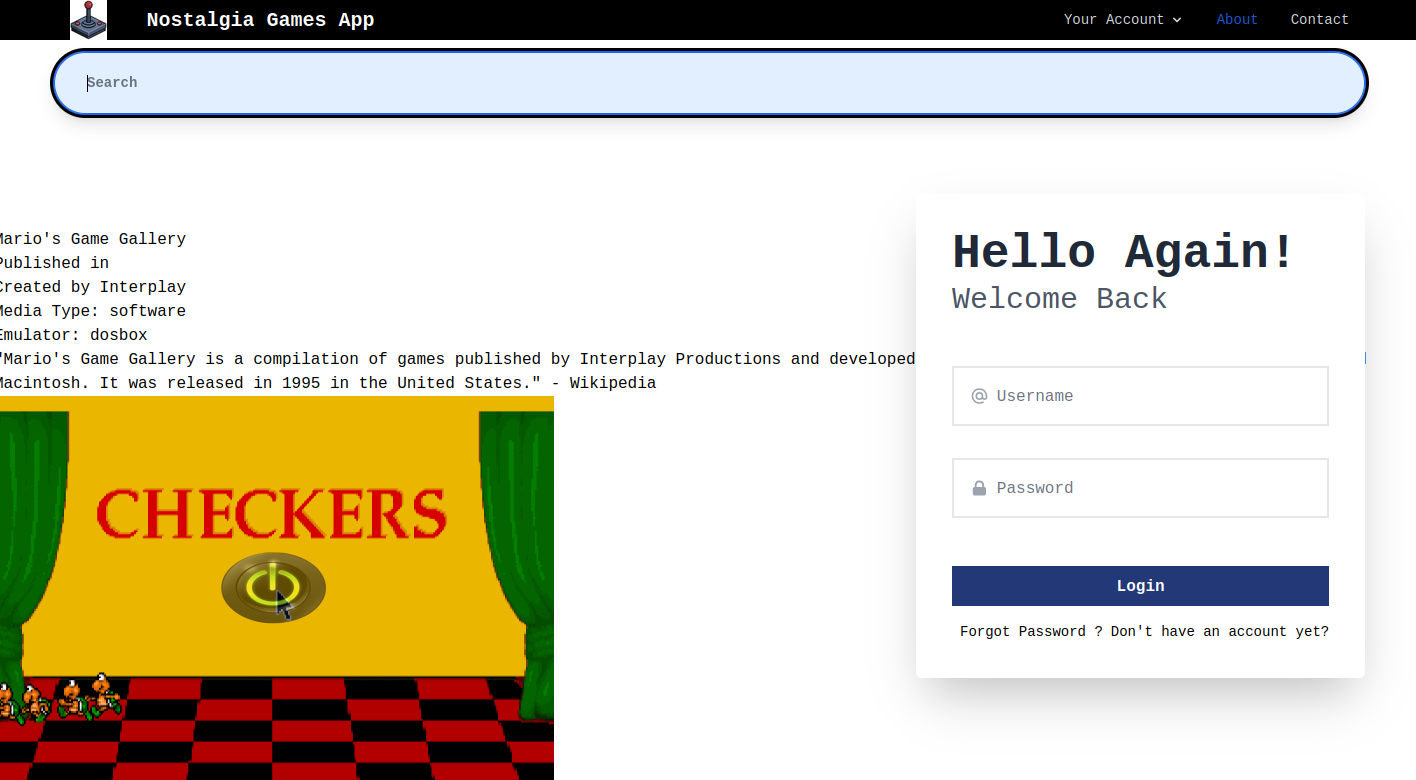 Nostalgia Games App
Your Account
About
Contact
Search
Mario's Game Gallery
Published in
Created by Interplay
Media Type: software
Emulator: dosbox
"Mario's Game Gallery is a compilation of games published by Interplay Productions and developed
Macintosh. It was released in 1995 in the United States." - Wikipedia
CHECKERS
Hello Again!
Welcome Back
Username
Password
Login
Forgot Password ? Don't have an account yet?